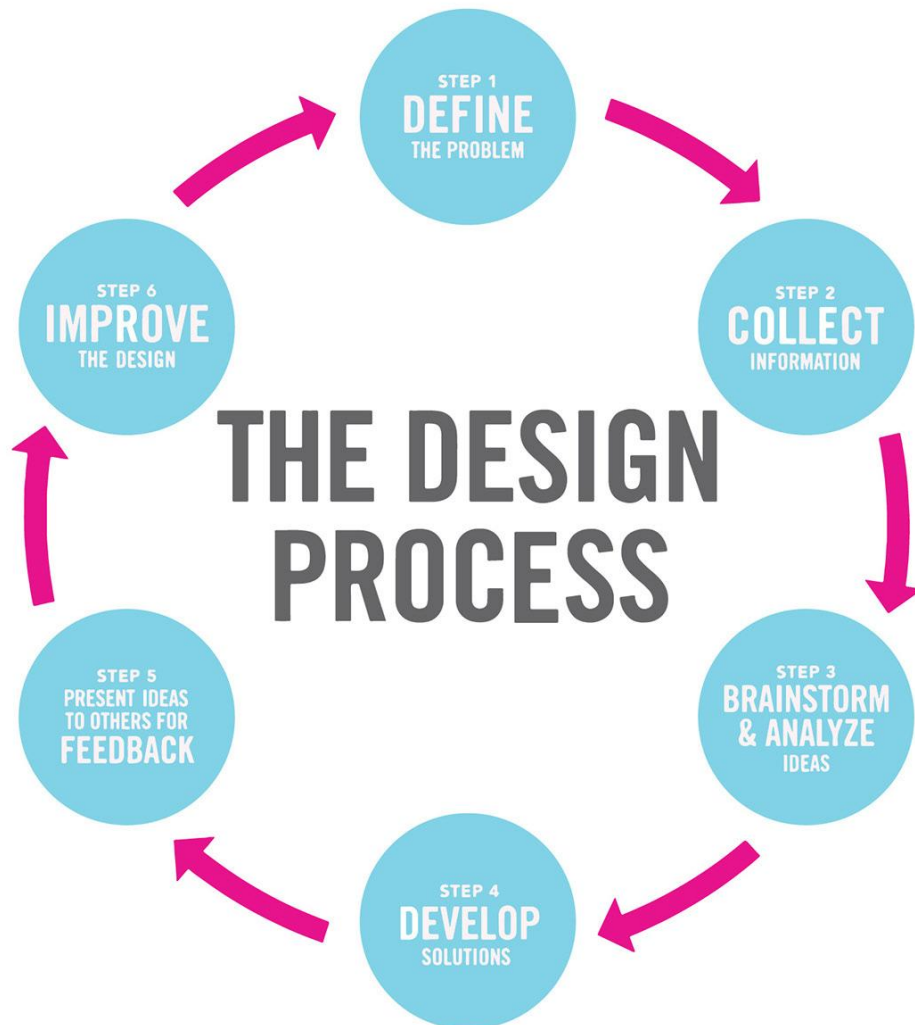 STEP 1
DEFINE
THE PROBLEM
STEP 2
COLLECT
INFORMATION
STEP 3
BRAINSTORM
& ANALYZE
IDEAS
STEP 4
DEVELOP
SOLUTIONS
STEP 5
PRESENT IDEAS
TO OTHERS FOR
FEEDBACK
STEP 6
IMPROVE
THE DESIGN
THE DESIGN
PROCESS